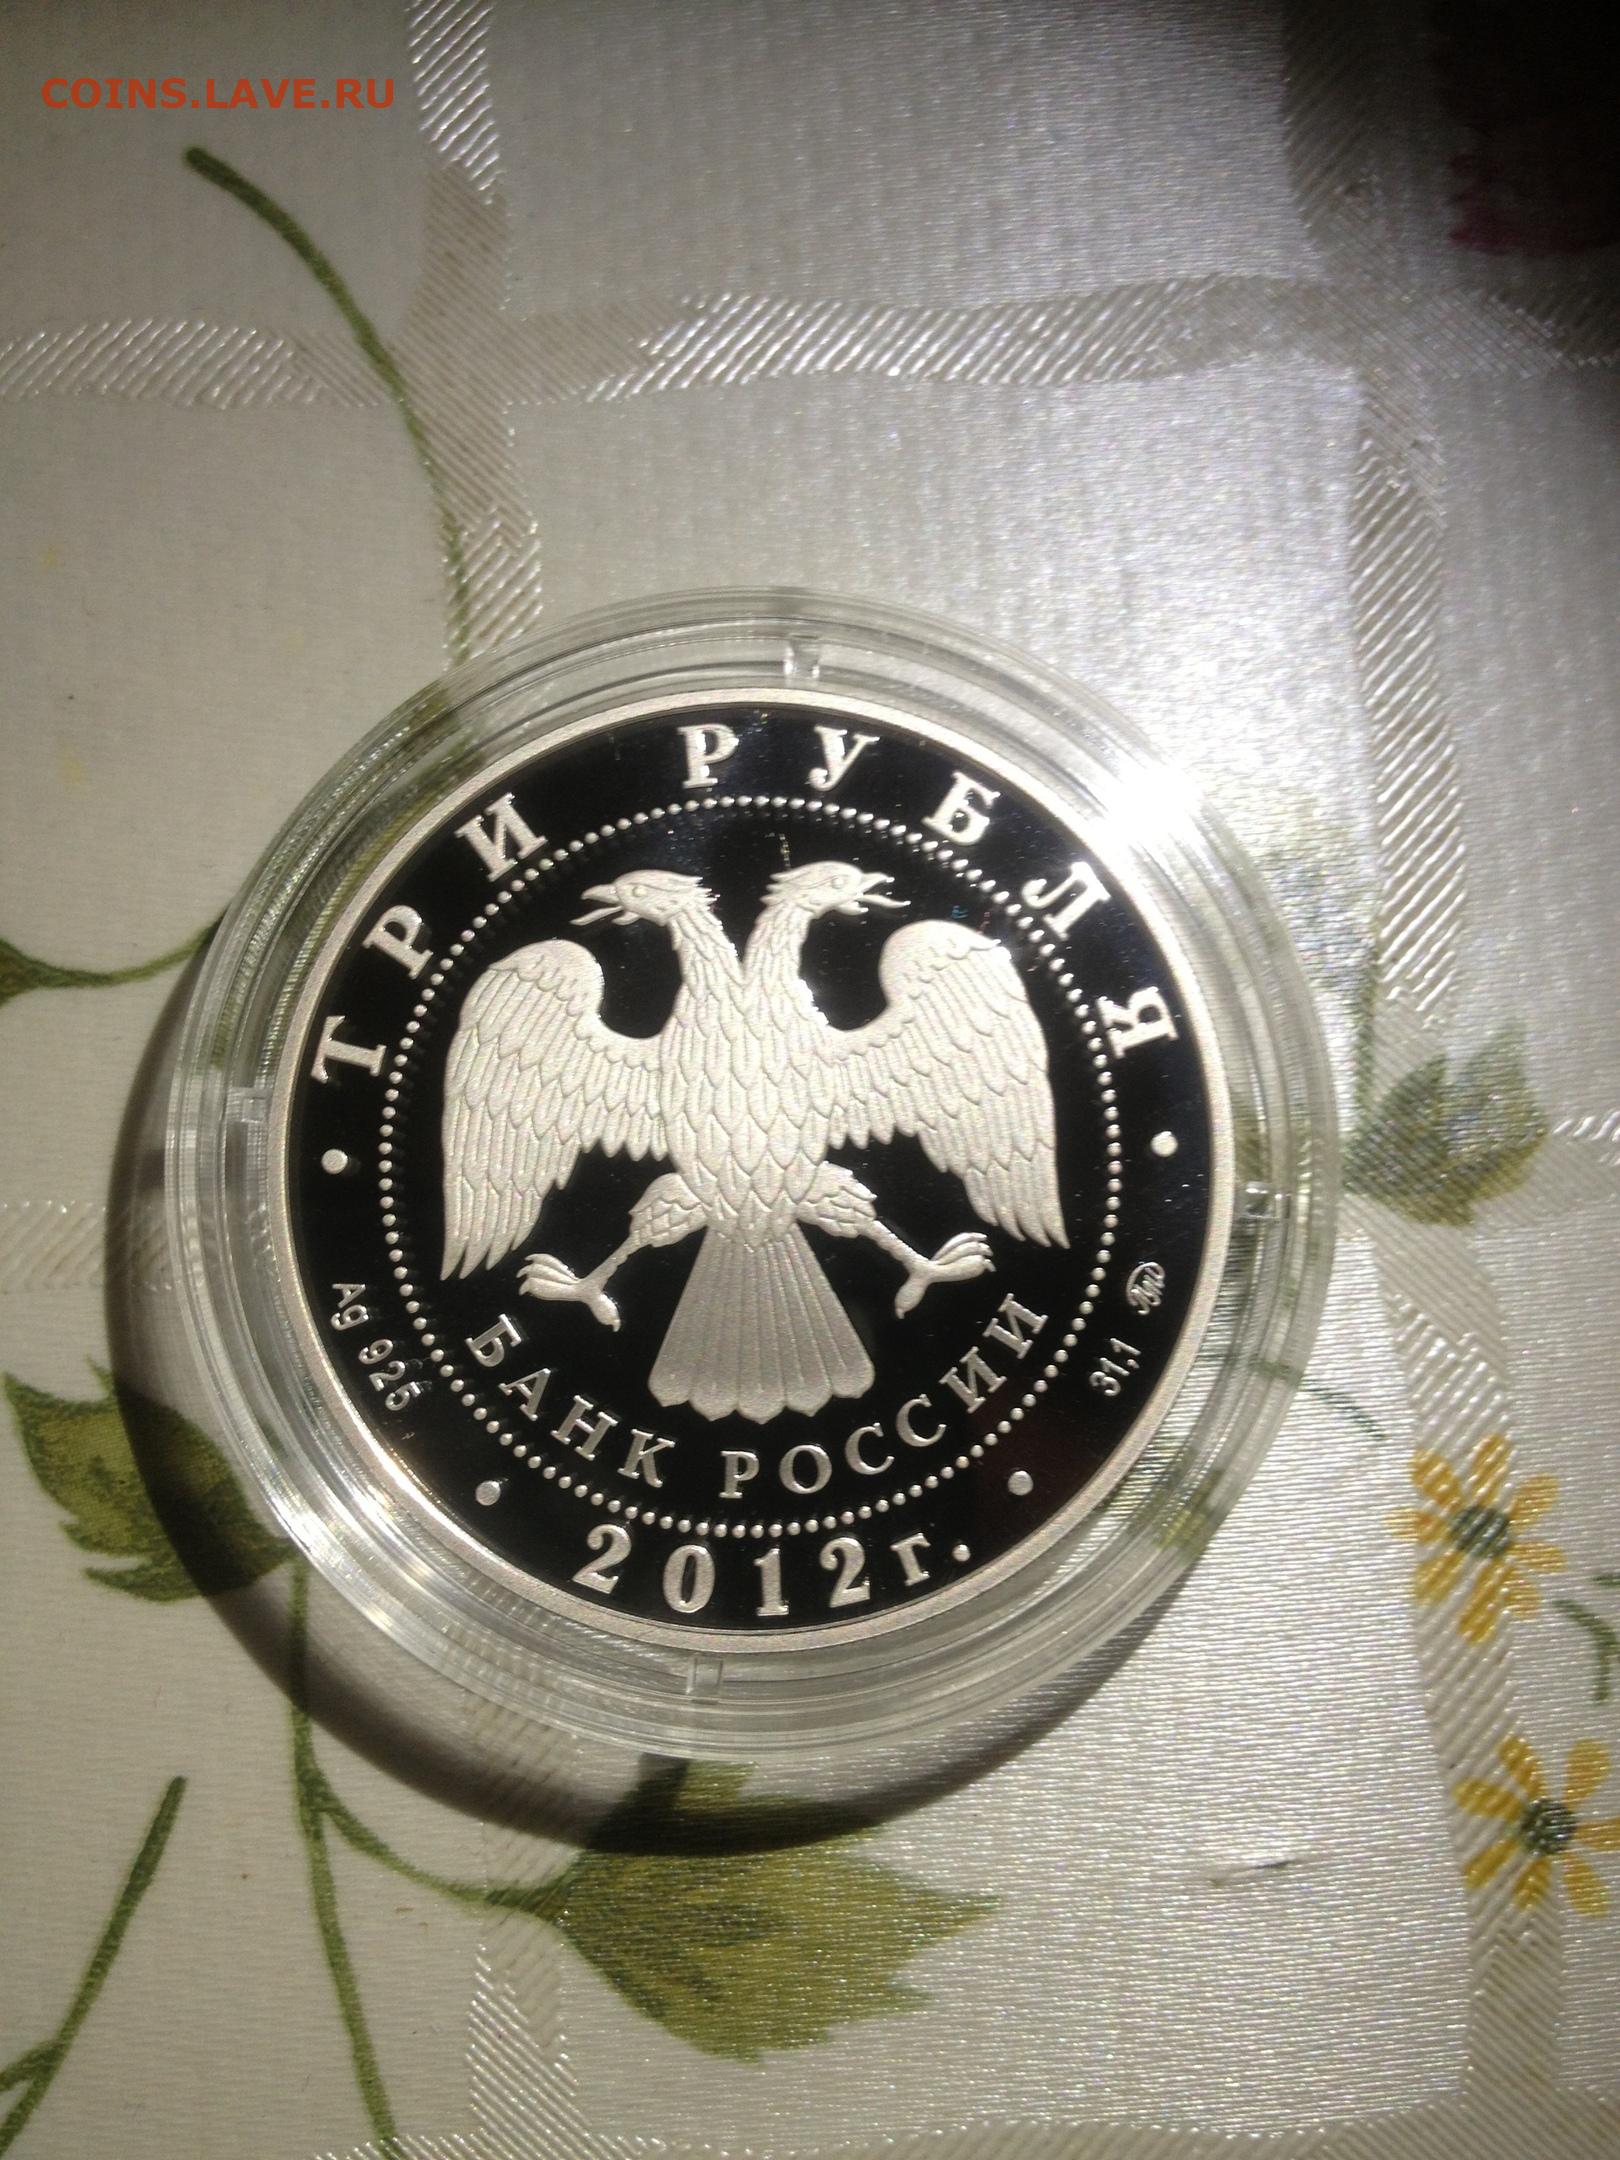 COINS.LAVE.RU
ТРИ РУБЛЯ
Ag 925
БАНК РОССИИ
31,1
2012г.